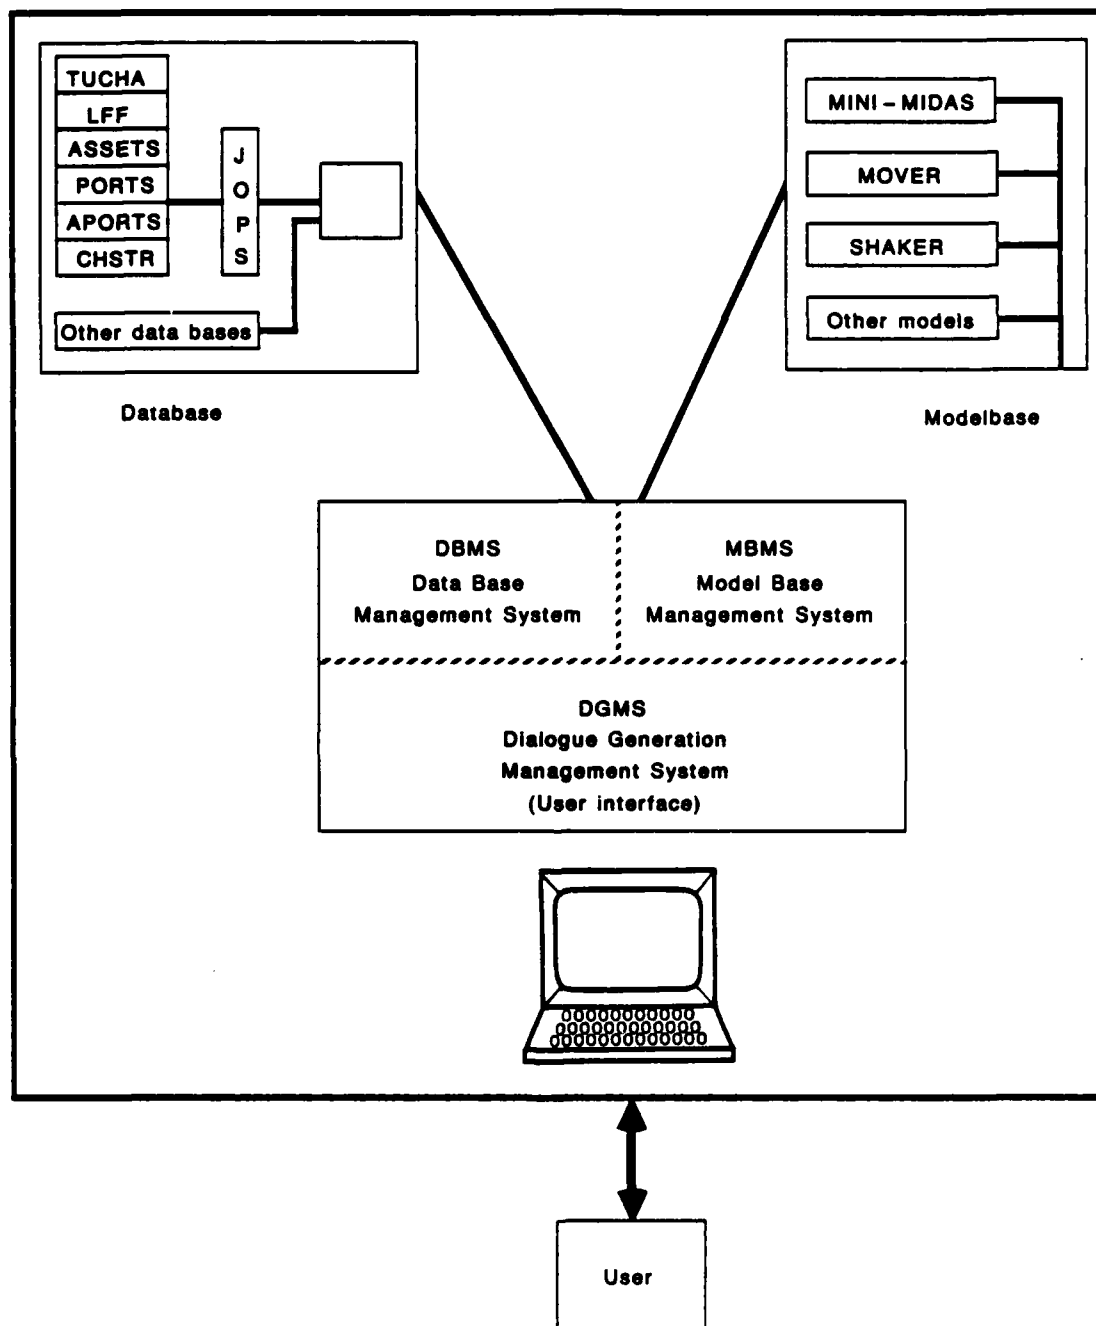 TUCHA
LFF
ASSETS
PORTS
APORTS
CHSTR
JOPS
Other data bases
Database
MINI-MIDAS
MOVER
SHAKER
Other models
Modelbase
DBMS
Data Base
Management System
MBMS
Model Base
Management System
DGMS
Dialogue Generation
Management System
(User interface)
User